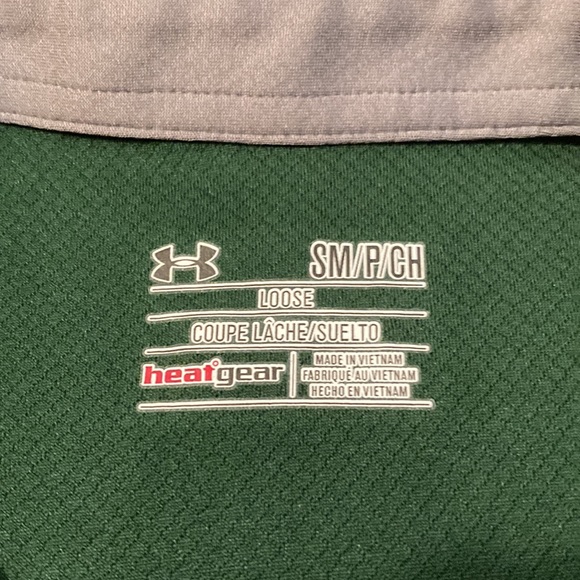 SM/P/CH
LOOSE
COUPE LÂCHE/SUELTO
heatgear
MADE IN VIETNAM
FABRIQUÉ AU VIETNAM
HECHO EN VIETNAM